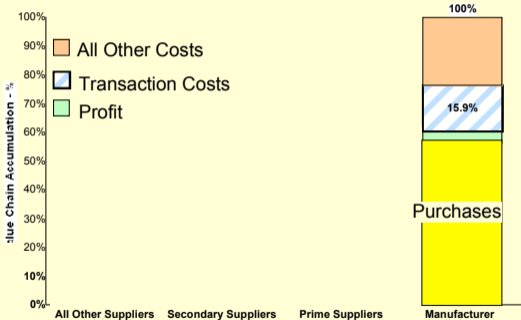 100%
100%
90%
80%
70%
60%
50%
40%
30%
20%
10%
0%
Chain Accumulation - %
All Other Costs
Transaction Costs
Profit
15.9%
Purchases
All Other Suppliers
Secondary Suppliers
Prime Suppliers
Manufacturer